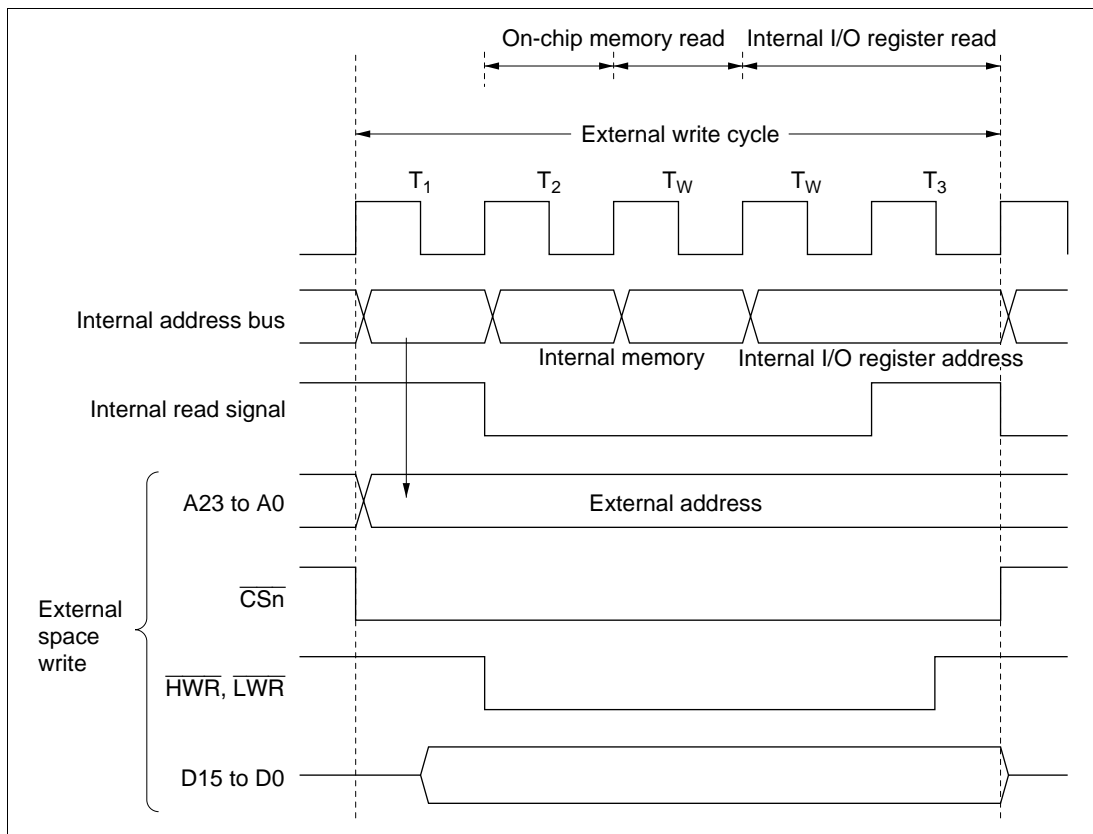 On-chip memory read Internal I/O register read
External write cycle
T1 T2 TW TW T3
Internal address bus
Internal memory Internal I/O register address
Internal read signal
A23 to A0 External address
CSn
External
space
write
HWR, LWR
D15 to D0